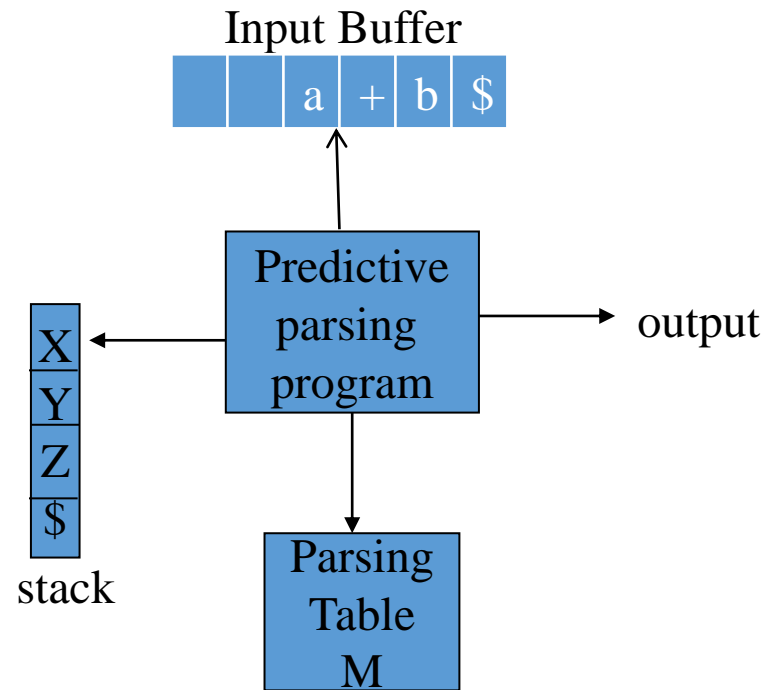 Input Buffer
a + b $
Predictive
parsing
program
output
X
Y
Z
$
stack
Parsing
Table
M